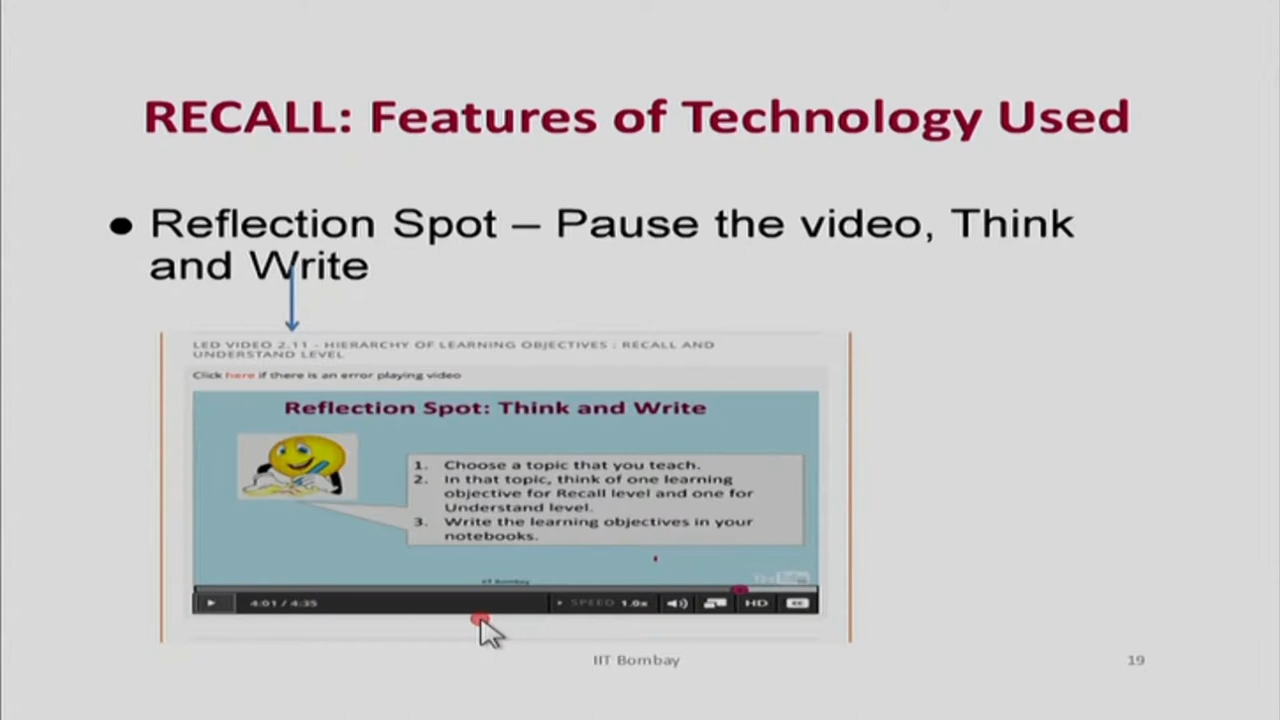 RECALL: Features of Technology Used
● Reflection Spot – Pause the video, Think
and Write
LED VIDEO 2.11 - HIERARCHY OF LEARNING OBJECTIVES : RECALL AND
UNDERSTAND LEVEL
Click here if there is an error playing video
Reflection Spot: Think and Write
1. Choose a topic that you teach.
2. In that topic, think of one learning
objective for Recall level and one for
Understand level.
3. Write the learning objectives in your
notebooks.
IIT Bombay
4:01 / 4:35
SPEED 1.0x
HD
cc
IIT Bombay
19